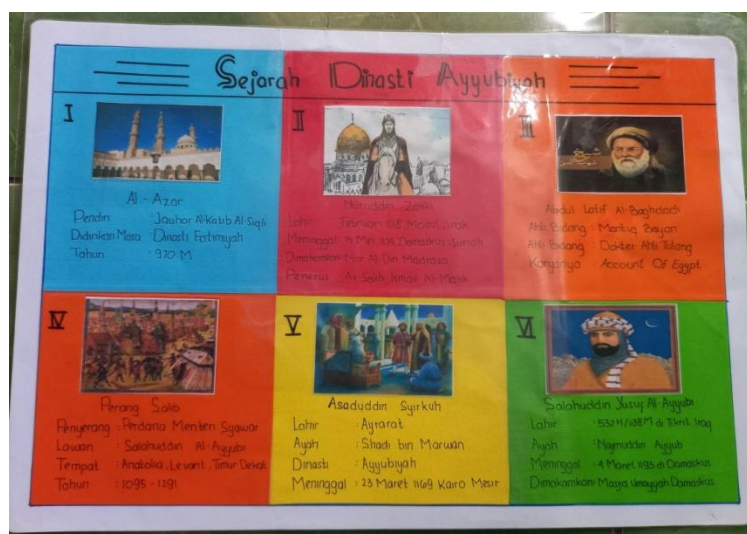 Sejarah Dinasti Ayyubiyah
I
Al - Azar
Pendiri : Jauhar Al-Katib Al-Siqli
Didirikan Masa : Dinasti Fatimiyah
Tahun : 970 M
II
Nuruddin Zanki
Lahir : Februari 1118, Mosul, Irak
Meninggal : 15 Mei 1174, Damaskus, Suriah
Dimakamkan : Nur Al-Din Madrasa
Penerus : As Salih Ismail Al-Malik
III
Abdul Latif Al-Baghdadi
Ahli Bidang : Mantiq, Bayan
Ahli Bidang : Dokter Ahli Tulang
Karyanya : Account Of Egypt
IV
Perang Salib
Penyerang : Perdana Menteri Syawar
Lawan : Salahuddin Al-Ayyubi
Tempat : Anatolia, Levant, Timur Dekat
Tahun : 1095 - 1291
V
Asaduddin Syirkuh
Lahir : Ayrarat
Ayah : Shadi bin Marwan
Dinasti : Ayyubiyah
Meninggal : 23 Maret 1169 Kairo Mesir
VI
Salahuddin Yusuf Al-Ayyubi
Lahir : 532 H/1138 M di Tikrit Iraq
Ayah : Najmuddin Ayyub
Meninggal : 4 Maret 1193 di Damaskus
Dimakamkan : Masjid Umayyah Damaskus